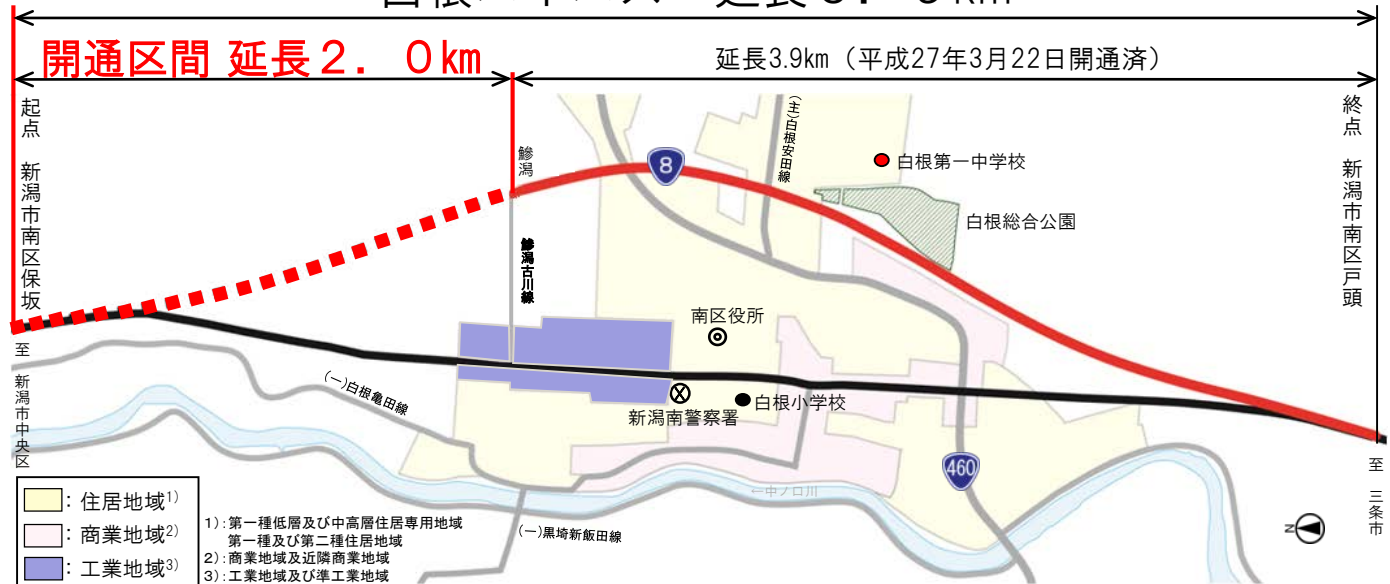 開通区間 延長２．０km
延長3.9km（平成27年3月22日開通済）
起点 新潟市南区保坂
終点 新潟市南区戸頭
鰺潟
(主)白根安田線
8
白根第一中学校
白根総合公園
鰺潟古川線
南区役所
至 新潟市中央区
(一)白根亀田線
新潟南警察署
白根小学校
460
←中ノ口川
至 三条市
(一)黒埼新飯田線
N
：住居地域1)
：商業地域2)
：工業地域3)
1)：第一種低層及び中高層住居専用地域
第一種及び第二種住居地域
2)：商業地域及近隣商業地域
3)：工業地域及び準工業地域